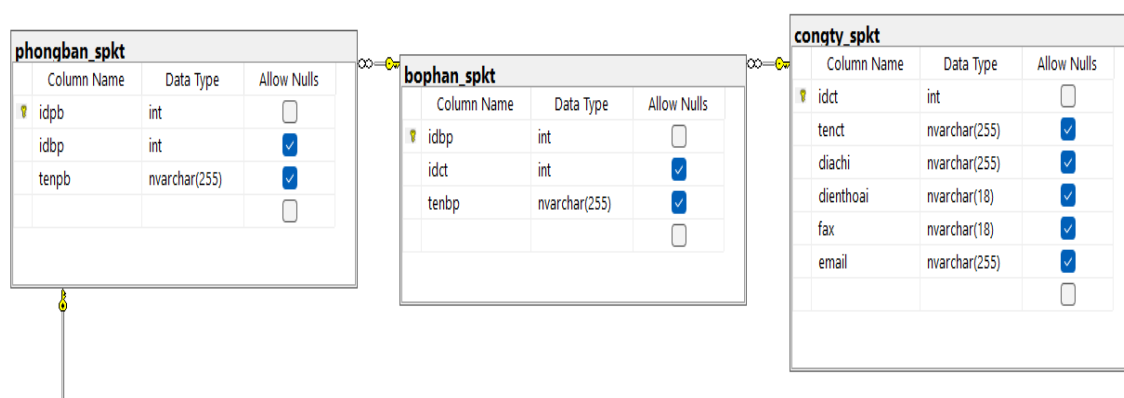 phongban_spkt
Column Name Data Type Allow Nulls
idpb int
idbp int
tenpb nvarchar(255)
bophan_spkt
Column Name Data Type Allow Nulls
idbp int
idct int
tenbp nvarchar(255)
congty_spkt
Column Name Data Type Allow Nulls
idct int
tenct nvarchar(255)
diachi nvarchar(255)
dienthoai nvarchar(18)
fax nvarchar(18)
email nvarchar(255)